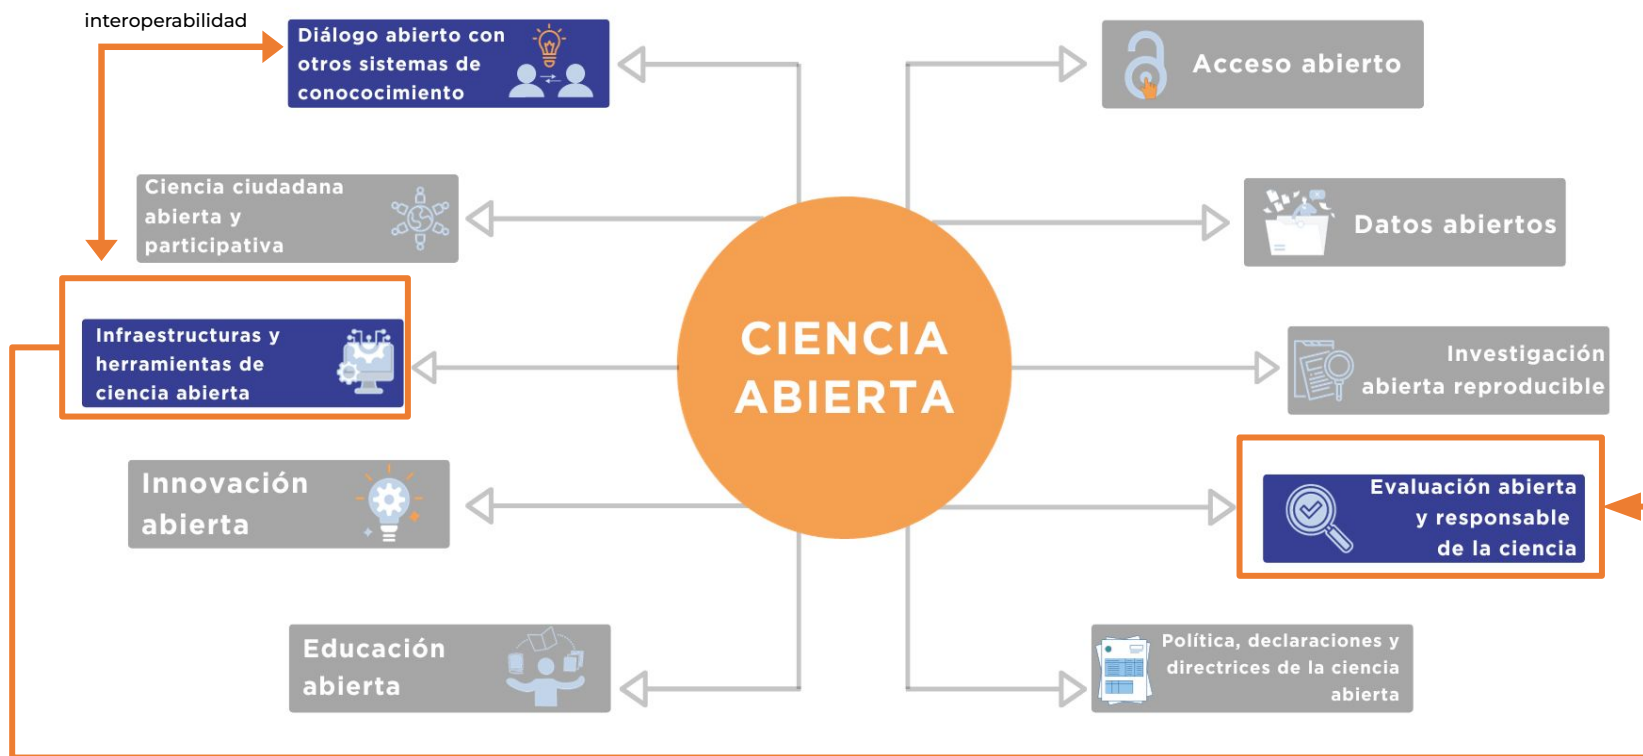 interoperabilidad
Diálogo abierto con
otros sistemas de
conococimiento
Ciencia ciudadana
abierta y
participativa
Infraestructuras y
herramientas de
ciencia abierta
Innovación
abierta
Educación
abierta
CIENCIA
ABIERTA
Acceso abierto
Datos abiertos
Investigación
abierta reproducible
Evaluación abierta
y responsable
de la ciencia
Política, declaraciones y
directrices de la ciencia
abierta